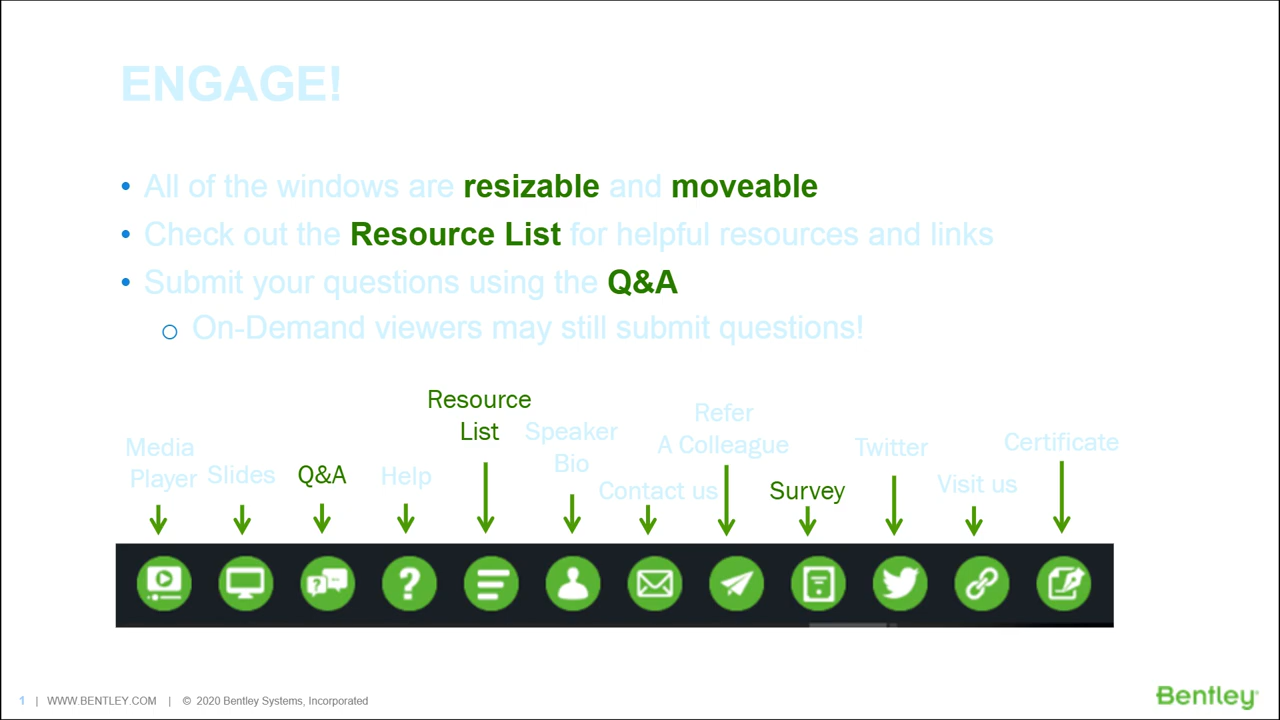 ENGAGE!
• All of the windows are resizable and moveable
• Check out the Resource List for helpful resources and links
• Submit your questions using the Q&A
o On-Demand viewers may still submit questions!
Media
Player
Slides
Q&A
Help
Resource
List
Speaker
Bio
Contact us
Refer
A Colleague
Survey
Twitter
Visit us
Certificate
1 | WWW.BENTLEY.COM | © 2020 Bentley Systems, Incorporated
Bentley